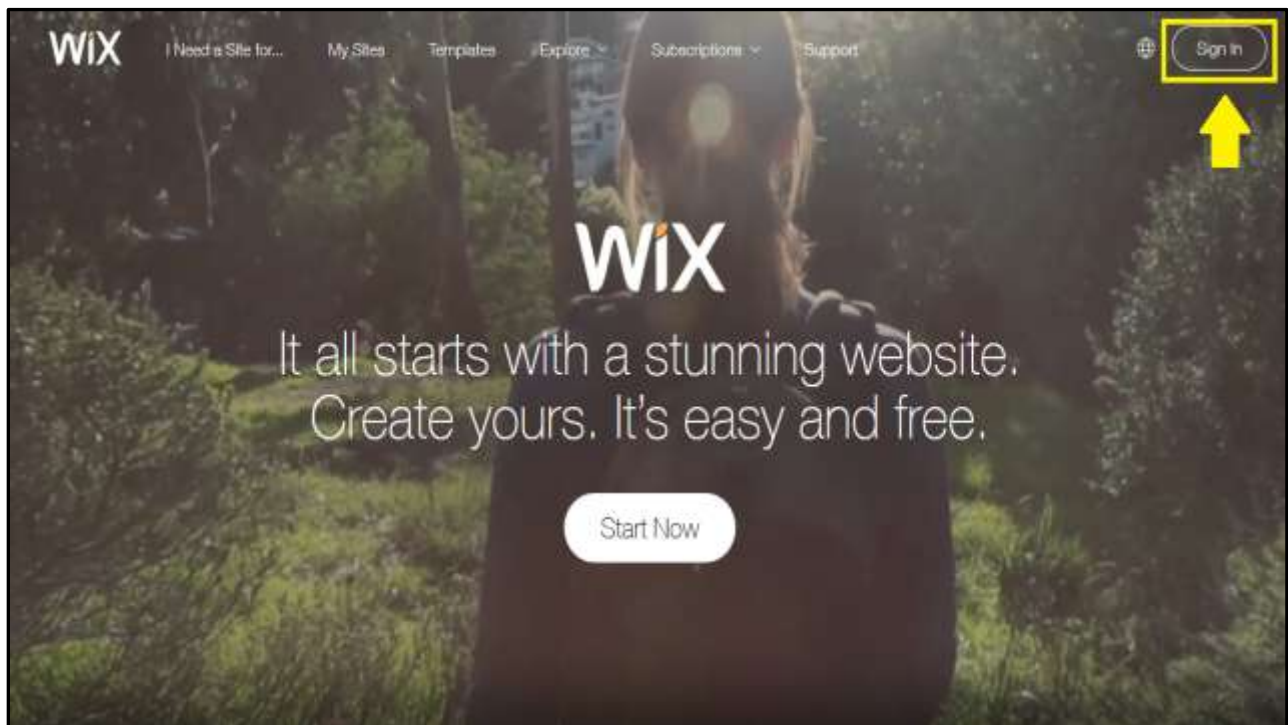 WiX
I Need a Site for... My Sites Templates Explore Subscriptions Support Sign In
WiX
It all starts with a stunning website.
Create yours. It's easy and free.
Start Now